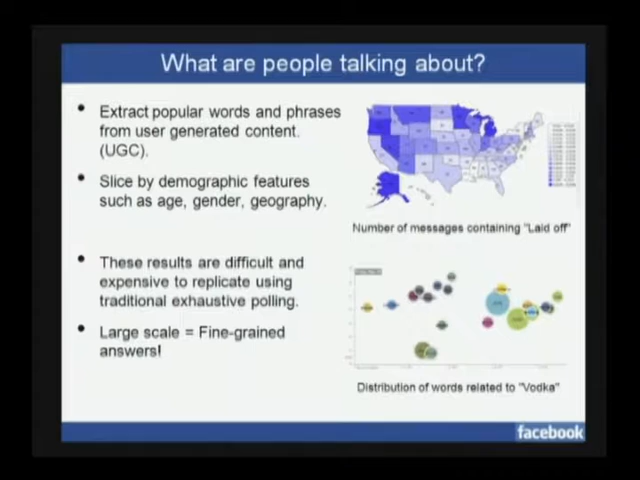 What are people talking about?
• Extract popular words and phrases
from user generated content.
(UGC).
• Slice by demographic features
such as age, gender, geography.
• These results are difficult and
expensive to replicate using
traditional exhaustive polling.
• Large scale = Fine-grained
answers!
Number of messages containing "Laid off"
Distribution of words related to "Vodka"
facebook